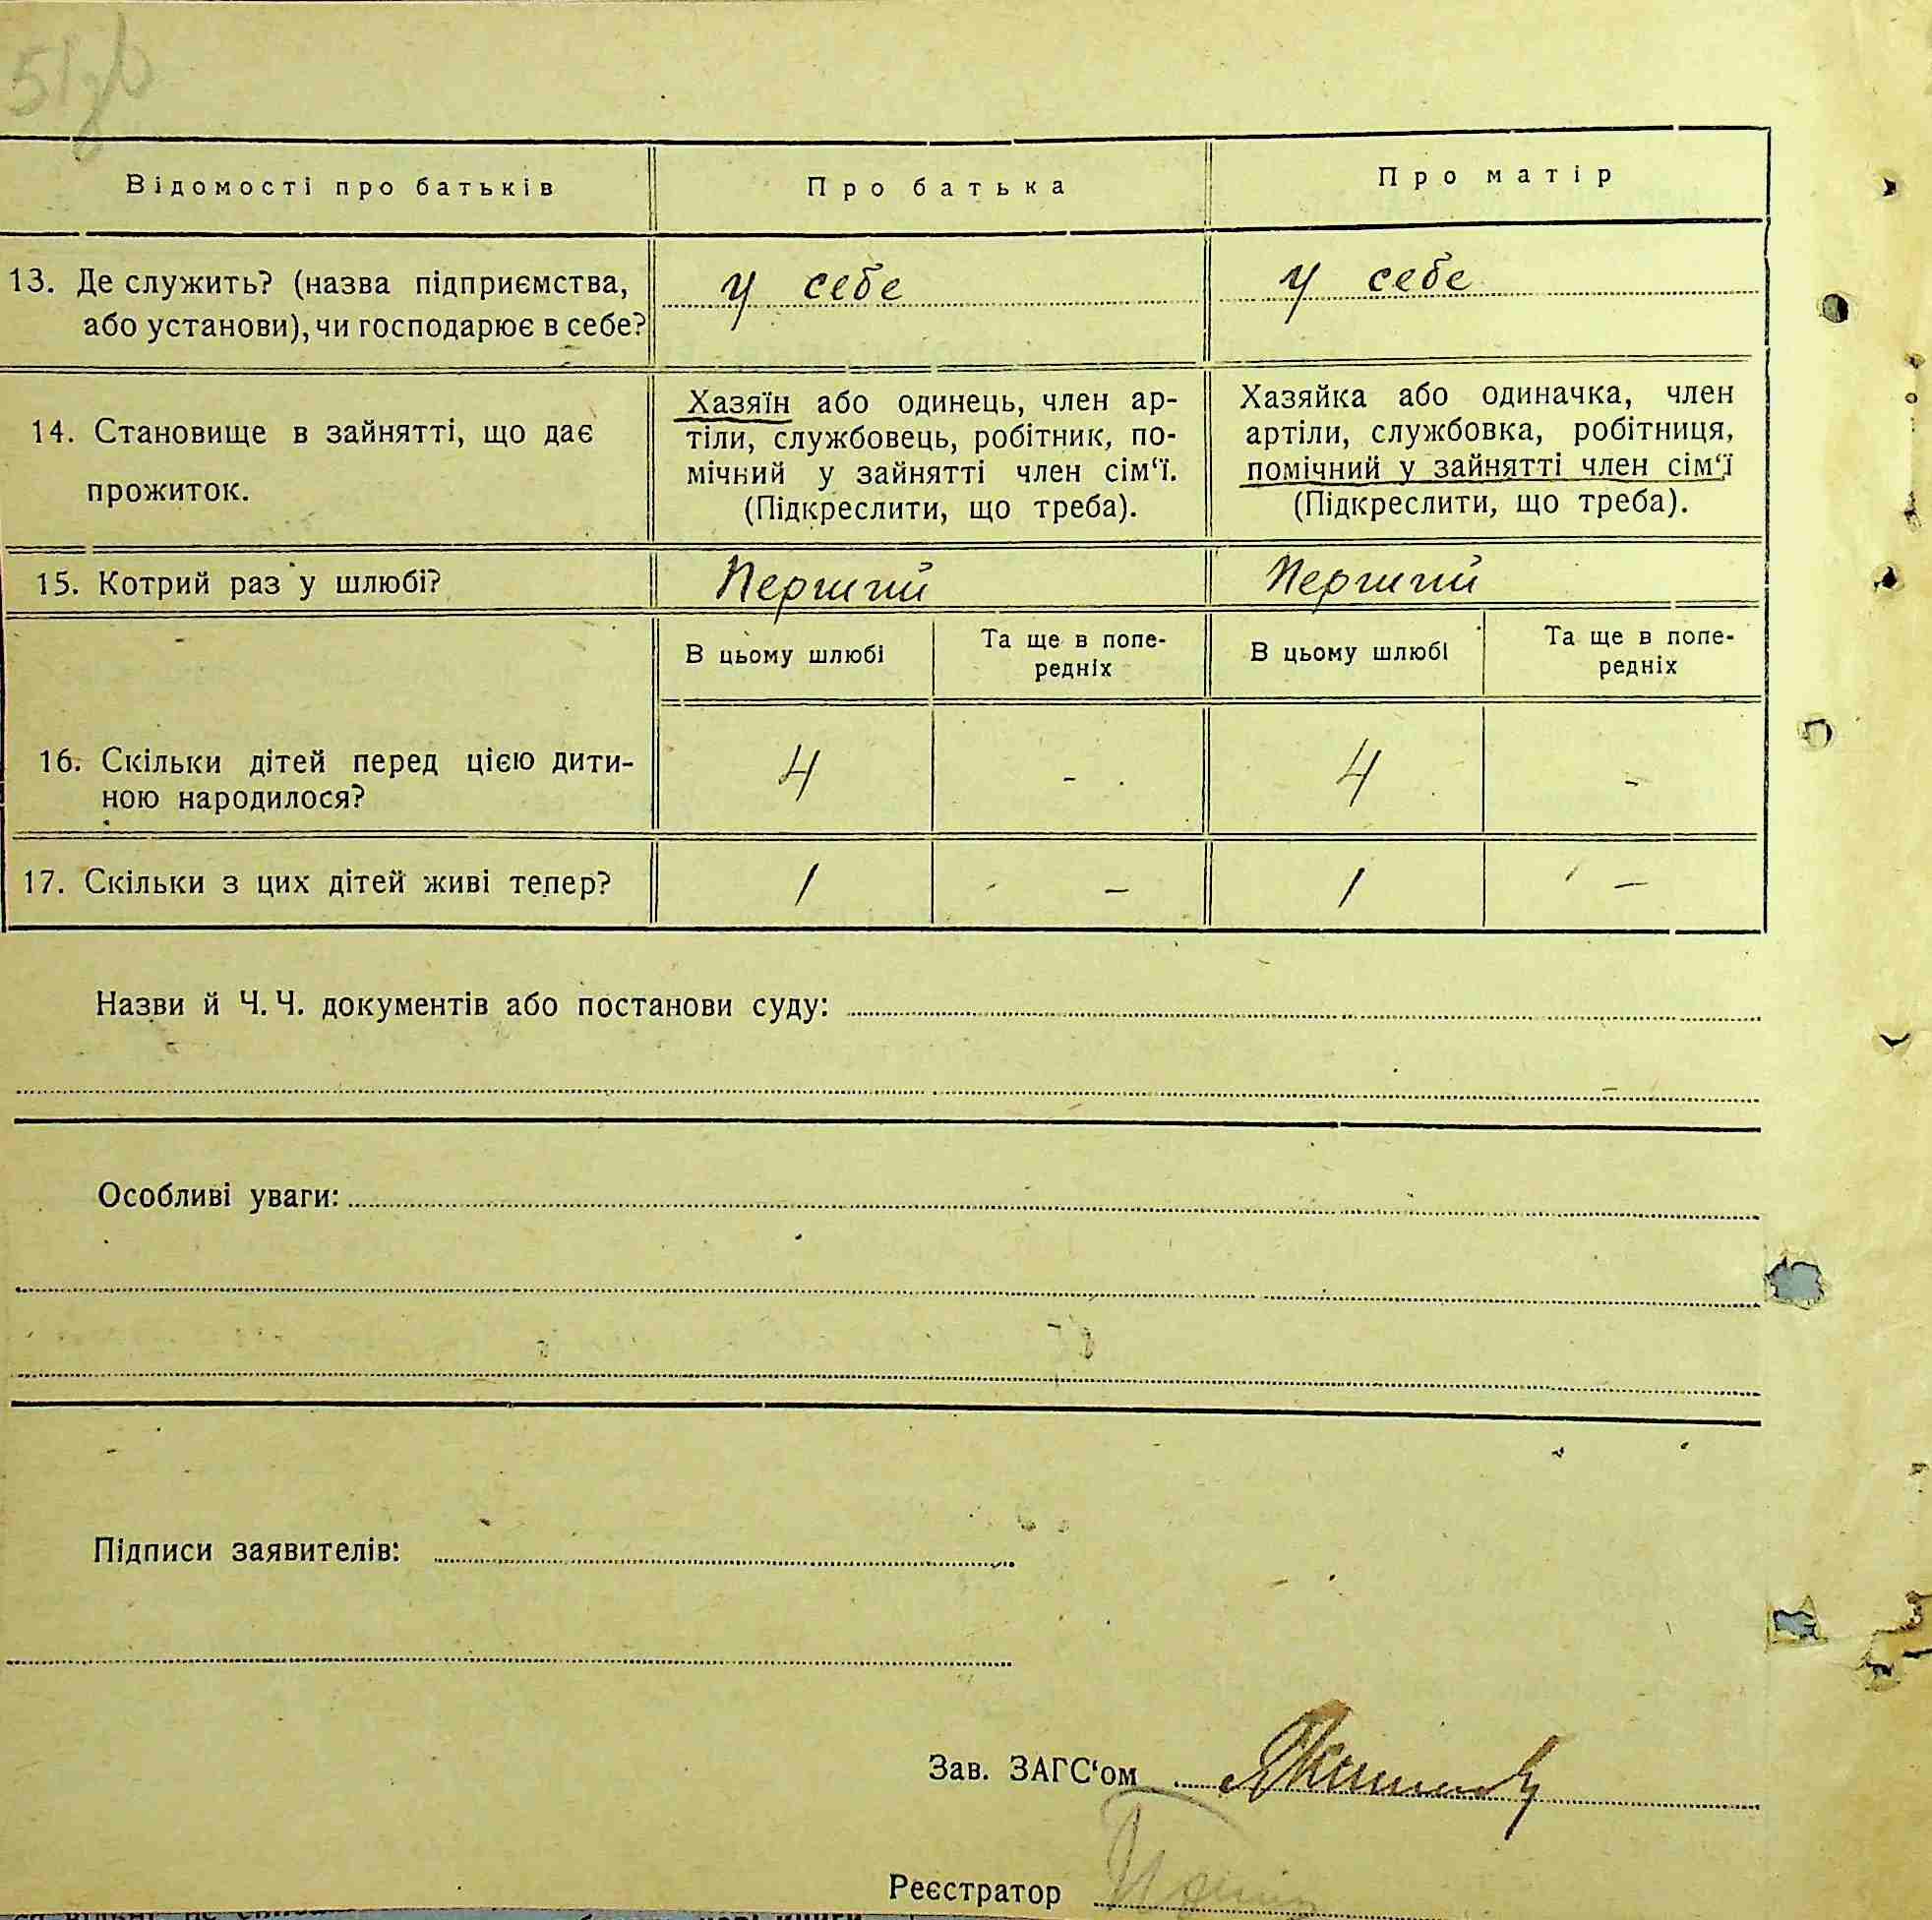 Відомості про батьків
Про батька
Про матір
13. Де служить? (назва підприємства,
або установи), чи господарює в себе?
у себе
у себе
14. Становище в зайнятті, що дає
прожиток.
Хазяїн або одинець, член ар-
тіли, службовець, робітник, по-
мічний у зайнятті член сім‘ї.
(Підкреслити, що треба).
Хазяйка або одиначка, член
артіли, службовка, робітниця,
помічний у зайнятті член сім‘ї
(Підкреслити, що треба).
15. Котрий раз у шлюбі?
Перший
Перший
В цьому шлюбі
Та ще в попе-
редніх
В цьому шлюбі
Та ще в попе-
редніх
16. Скільки дітей перед цією дити-
ною народилося?
4
-
4
-
17. Скільки з цих дітей живі тепер?
1
–
1
–
Назви й Ч. Ч. документів або постанови суду:
Особливі уваги:
Підписи заявителів:
Зав. ЗАГС‘ом
Реєстратор